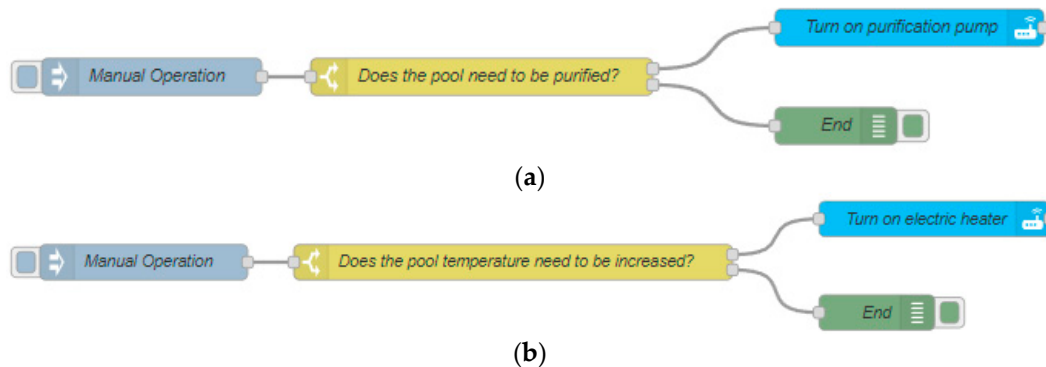 Turn on purification pump
Manual Operation
Does the pool need to be purified?
End
(a)
Turn on electric heater
Manual Operation
Does the pool temperature need to be increased?
End
(b)